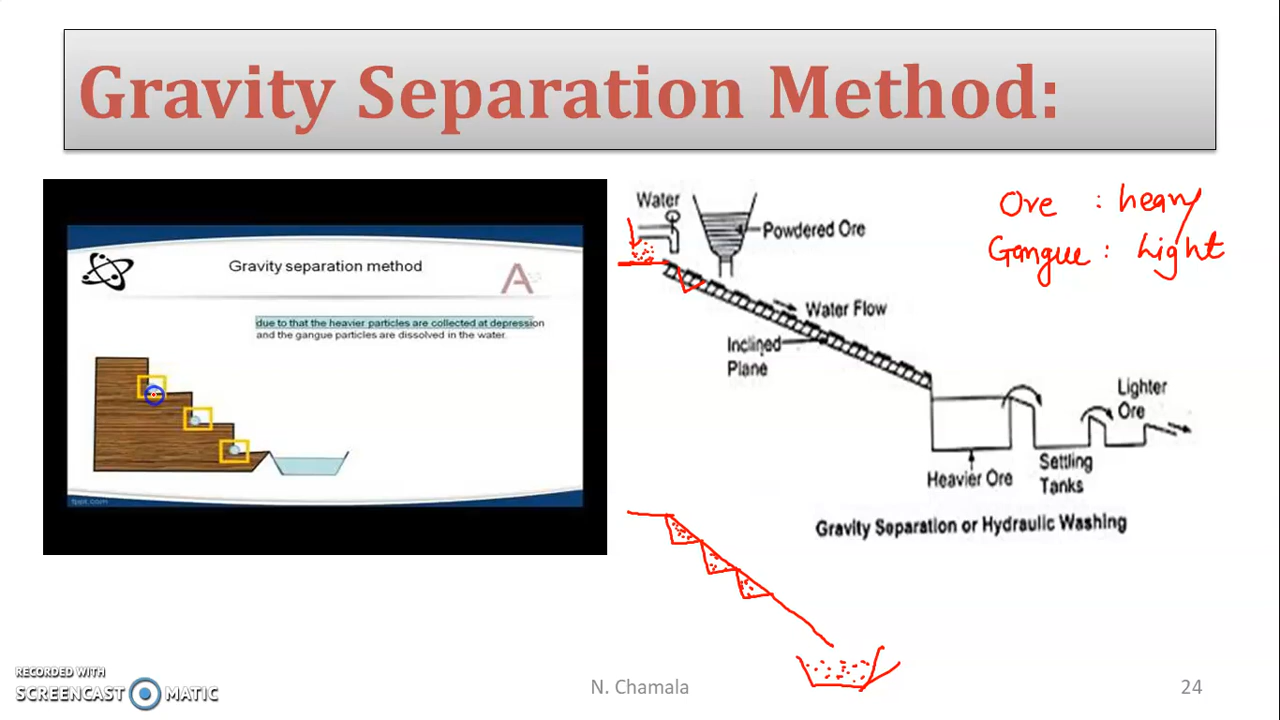 Gravity Separation Method:
Gravity separation method
A
due to that the heavier particles are collected at depression
and the gangue particles are dissolved in the water.
fppt.com
Water
Powdered Ore
Water Flow
Inclined
Plane
Lighter
Ore
Heavier Ore
Settling
Tanks
Gravity Separation or Hydraulic Washing
Ore : heavy
Gangue : Light
RECORDED WITH
SCREENCAST MATIC
N. Chamala
24